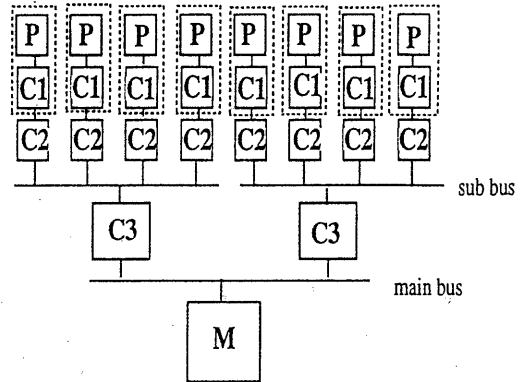 P P P P P P P P
C1 C1 C1 C1 C1 C1 C1 C1
C2 C2 C2 C2 C2 C2 C2 C2
sub bus
C3 C3
main bus
M